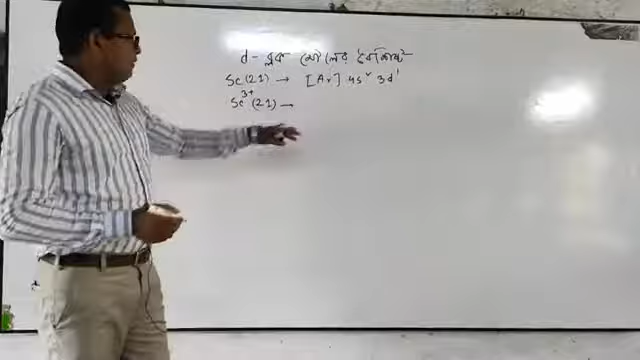 d - ব্লক মৌলের বৈশিষ্ট্য
Sc(21) → [Ar] 4s² 3d¹
Sc³⁺(21) →